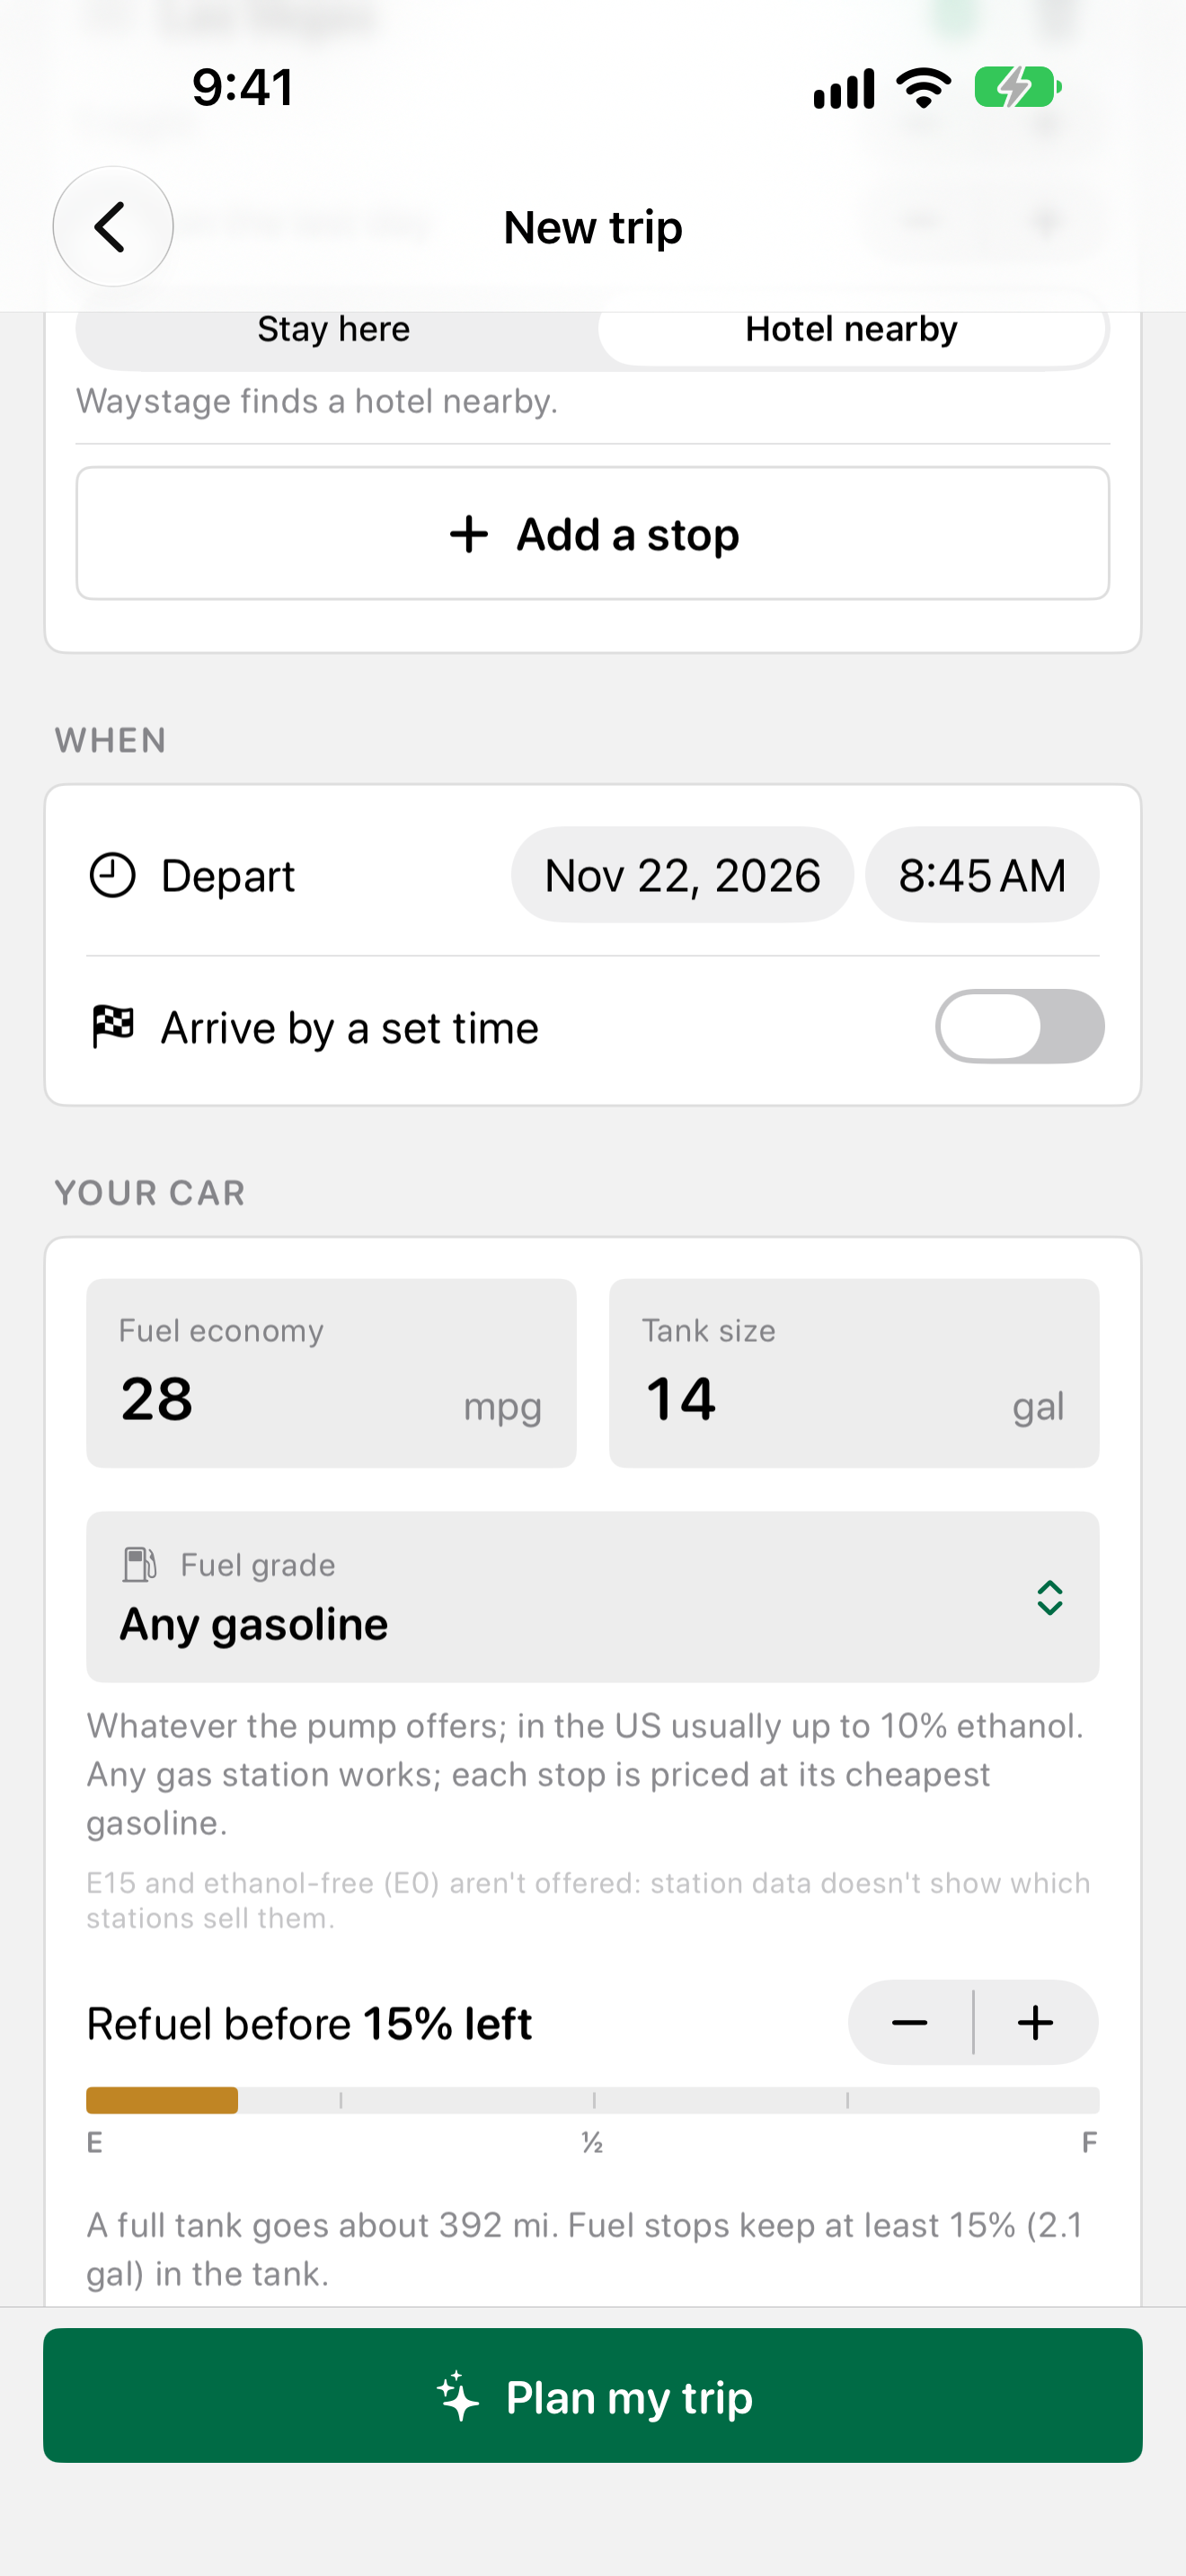 9:41
New trip
Stay here
Hotel nearby
Waystage finds a hotel nearby.
Add a stop
WHEN
Depart
Nov 22, 2026
8:45 AM
Arrive by a set time
YOUR CAR
Fuel economy
28 mpg
Tank size
14 gal
Fuel grade
Any gasoline
Whatever the pump offers; in the US usually up to 10% ethanol.
Any gas station works; each stop is priced at its cheapest
gasoline.
E15 and ethanol-free (E0) aren't offered: station data doesn't show which
stations sell them.
Refuel before 15% left
E ½ F
A full tank goes about 392 mi. Fuel stops keep at least 15% (2.1
gal) in the tank.
Plan my trip